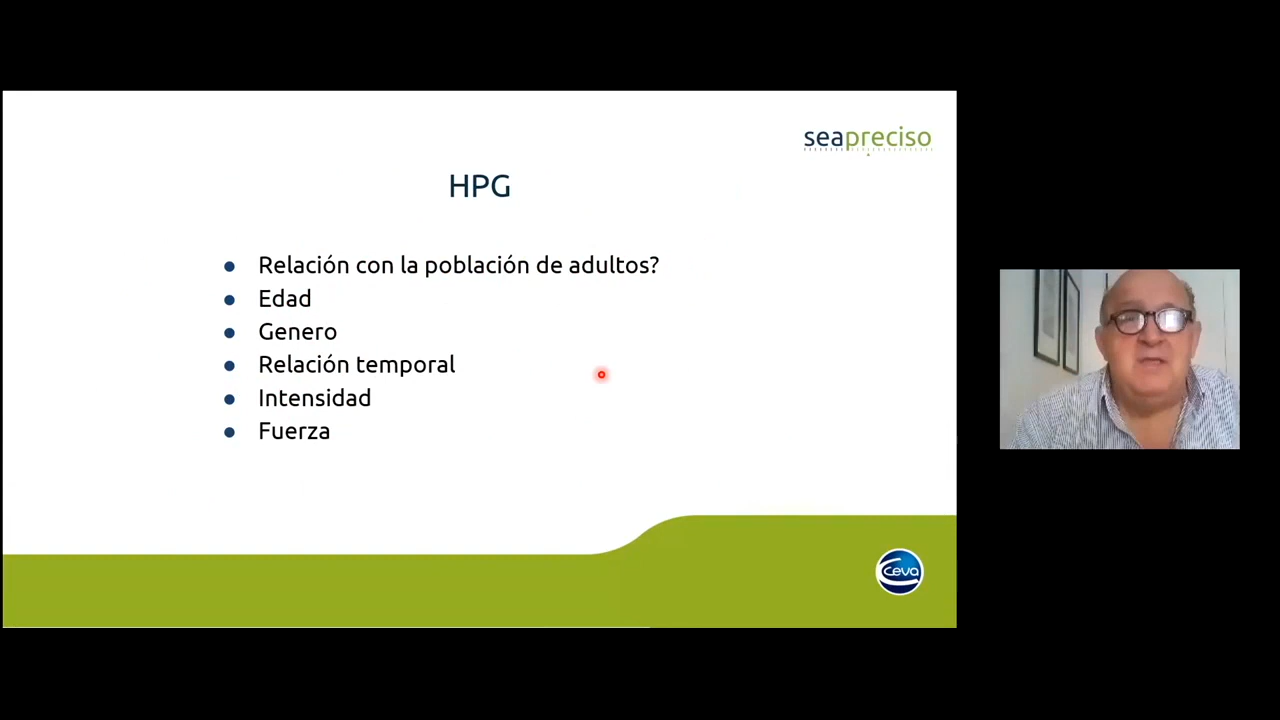 seapreciso
HPG
Relación con la población de adultos?
Edad
Genero
Relación temporal
Intensidad
Fuerza
ceva